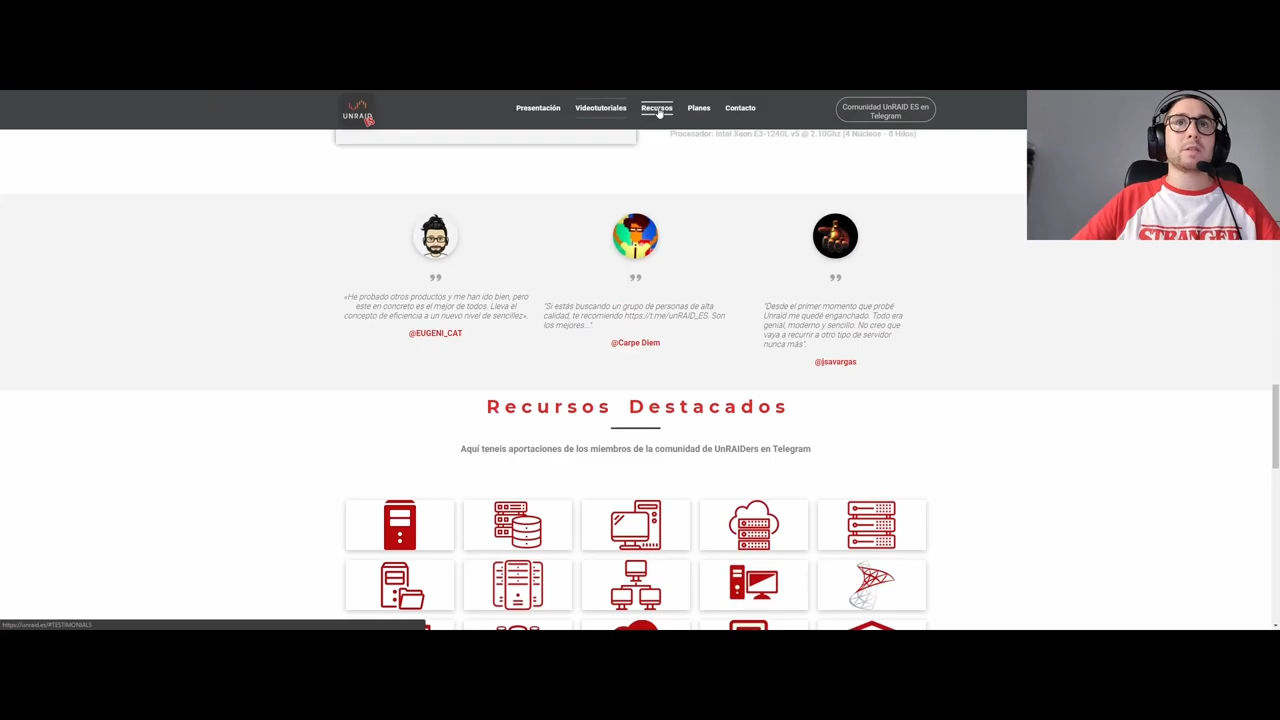 UNRAID
Presentación
Videotutoriales
Recursos
Planes
Contacto
Comunidad UnRAID ES en
Telegram
Procesador: Intel Xeon E3-1240L v5 @ 2.10Ghz (4 Núcleos - 8 Hilos)
STRANGER
«He probado otros productos y me han ido bien, pero
este en concreto es el mejor de todos. Lleva el
concepto de eficiencia a un nuevo nivel de sencillez».
@EUGENI_CAT
"Si estás buscando un grupo de personas de alta
calidad, te recomiendo https://t.me/unRAID_ES. Son
los mejores..."
@Carpe Diem
"Desde el primer momento que probé
Unraid me quedé enganchado. Todo era
genial, moderno y sencillo. No creo que
vaya a recurrir a otro tipo de servidor
nunca más".
@jsavargas
Recursos Destacados
Aquí teneis aportaciones de los miembros de la comunidad de UnRAIDers en Telegram
https://unraid.es/#TESTIMONIALS